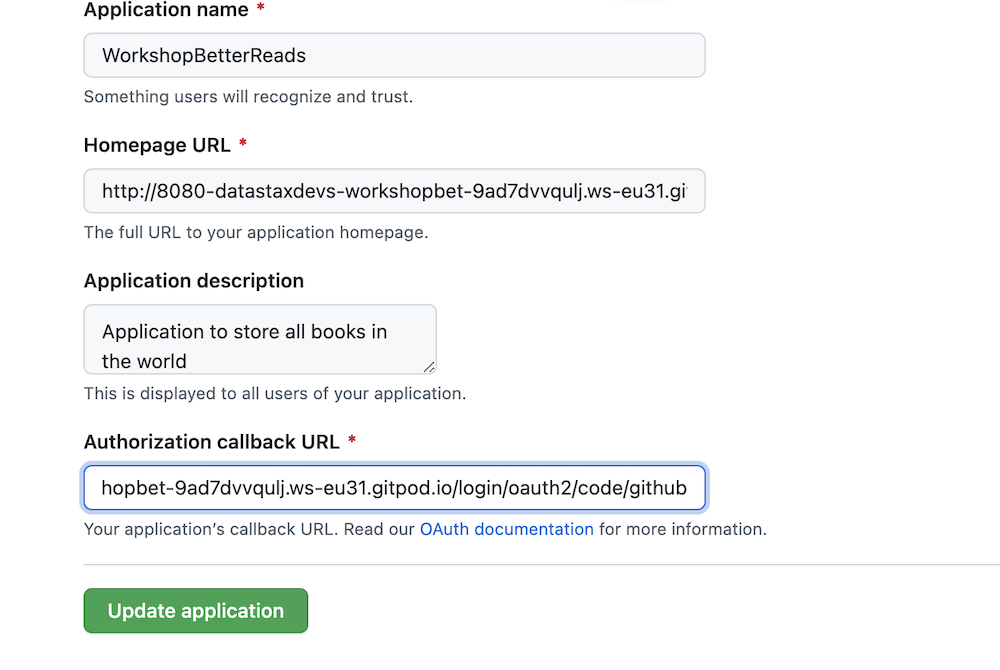 Application name *
WorkshopBetterReads
Something users will recognize and trust.
Homepage URL *
http://8080-datastaxdevs-workshopbet-9ad7dvvqulj.ws-eu31.gi
The full URL to your application homepage.
Application description
Application to store all books in
the world
This is displayed to all users of your application.
Authorization callback URL *
hopbet-9ad7dvvqulj.ws-eu31.gitpod.io/login/oauth2/code/github
Your application’s callback URL. Read our OAuth documentation for more information.
Update application